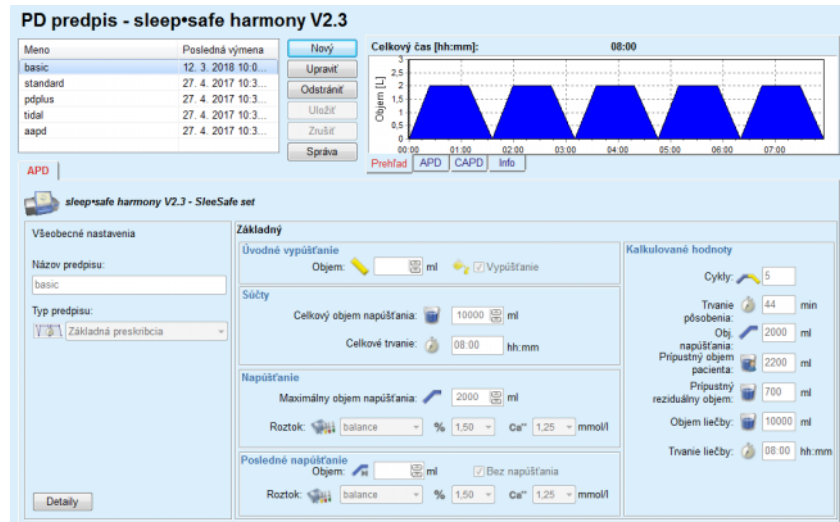 PD predpis - sleep•safe harmony V2.3
Meno Posledná výmena
basic 12. 3. 2018 10:0...
standard 27. 4. 2017 10:3...
pdplus 27. 4. 2017 10:3...
tidal 27. 4. 2017 10:3...
aapd 27. 4. 2017 10:3...
Nový
Upraviť
Odstrániť
Uložiť
Zrušiť
Správa
Celkový čas [hh:mm]: 08:00
Objem [L]
3
2,5
2
1,5
1
0,5
0
00:00 01:00 02:00 03:00 04:00 05:00 06:00 07:00
Prehľad APD CAPD Info
APD
sleep•safe harmony V2.3 - SleeSafe set
Všeobecné nastavenia
Názov predpisu:
basic
Typ predpisu:
Základná preskribcia
Detaily
Základný
Úvodné vypúšťanie
Objem: ml Vypúšťanie
Súčty
Celkový objem napúšťania: 10000 ml
Celkové trvanie: 08:00 hh:mm
Napúšťanie
Maximálny objem napúšťania: 2000 ml
Roztok: balance % 1,50 Ca⁺⁺ 1,25 mmol/l
Posledné napúšťanie
Objem: ml Bez napúšťania
Roztok: balance % 1,50 Ca⁺⁺ 1,25 mmol/l
Kalkulované hodnoty
Cykly: 5
Trvanie pôsobenia: 44 min
Obj. napúšťania: 2000 ml
Prípustný objem pacienta: 2200 ml
Prípustný reziduálny objem: 700 ml
Objem liečby: 10000 ml
Trvanie liečby: 08:00 hh:mm